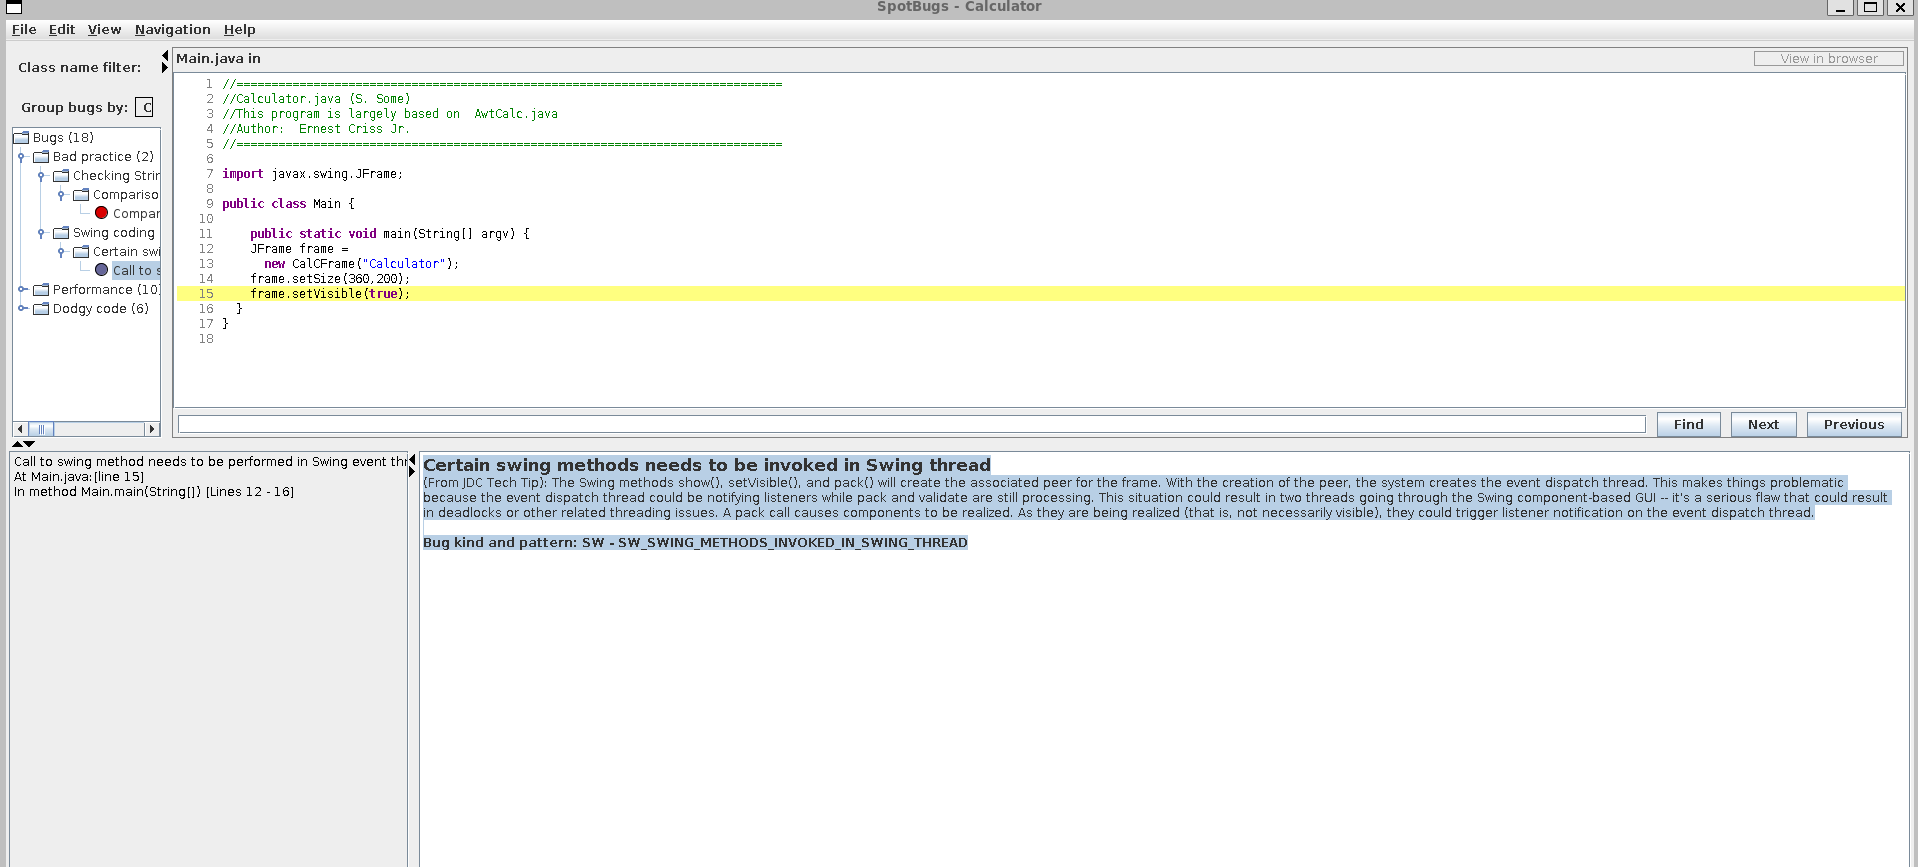 SpotBugs - Calculator
File Edit View Navigation Help
Class name filter:
Group bugs by: C
Bugs (18)
Bad practice (2)
Checking Strin
Compariso
Compar
Swing coding
Certain swi
Call to s
Performance (10)
Dodgy code (6)
Main.java in
View in browser
1 //==============================================================================
2 //Calculator.java (S. Some)
3 //This program is largely based on  AwtCalc.java
4 //Author:  Ernest Criss Jr.
5 //==============================================================================
6
7 import javax.swing.JFrame;
8
9 public class Main {
10
11     public static void main(String[] argv) {
12     JFrame frame =
13       new CalCFrame("Calculator");
14     frame.setSize(360,200);
15     frame.setVisible(true);
16   }
17 }
18
Find Next Previous
Call to swing method needs to be performed in Swing event thr
At Main.java:[line 15]
In method Main.main(String[]) [Lines 12 - 16]
Certain swing methods needs to be invoked in Swing thread
(From JDC Tech Tip): The Swing methods show(), setVisible(), and pack() will create the associated peer for the frame. With the creation of the peer, the system creates the event dispatch thread. This makes things problematic
because the event dispatch thread could be notifying listeners while pack and validate are still processing. This situation could result in two threads going through the Swing component-based GUI -- it's a serious flaw that could result
in deadlocks or other related threading issues. A pack call causes components to be realized. As they are being realized (that is, not necessarily visible), they could trigger listener notification on the event dispatch thread.
Bug kind and pattern: SW - SW_SWING_METHODS_INVOKED_IN_SWING_THREAD